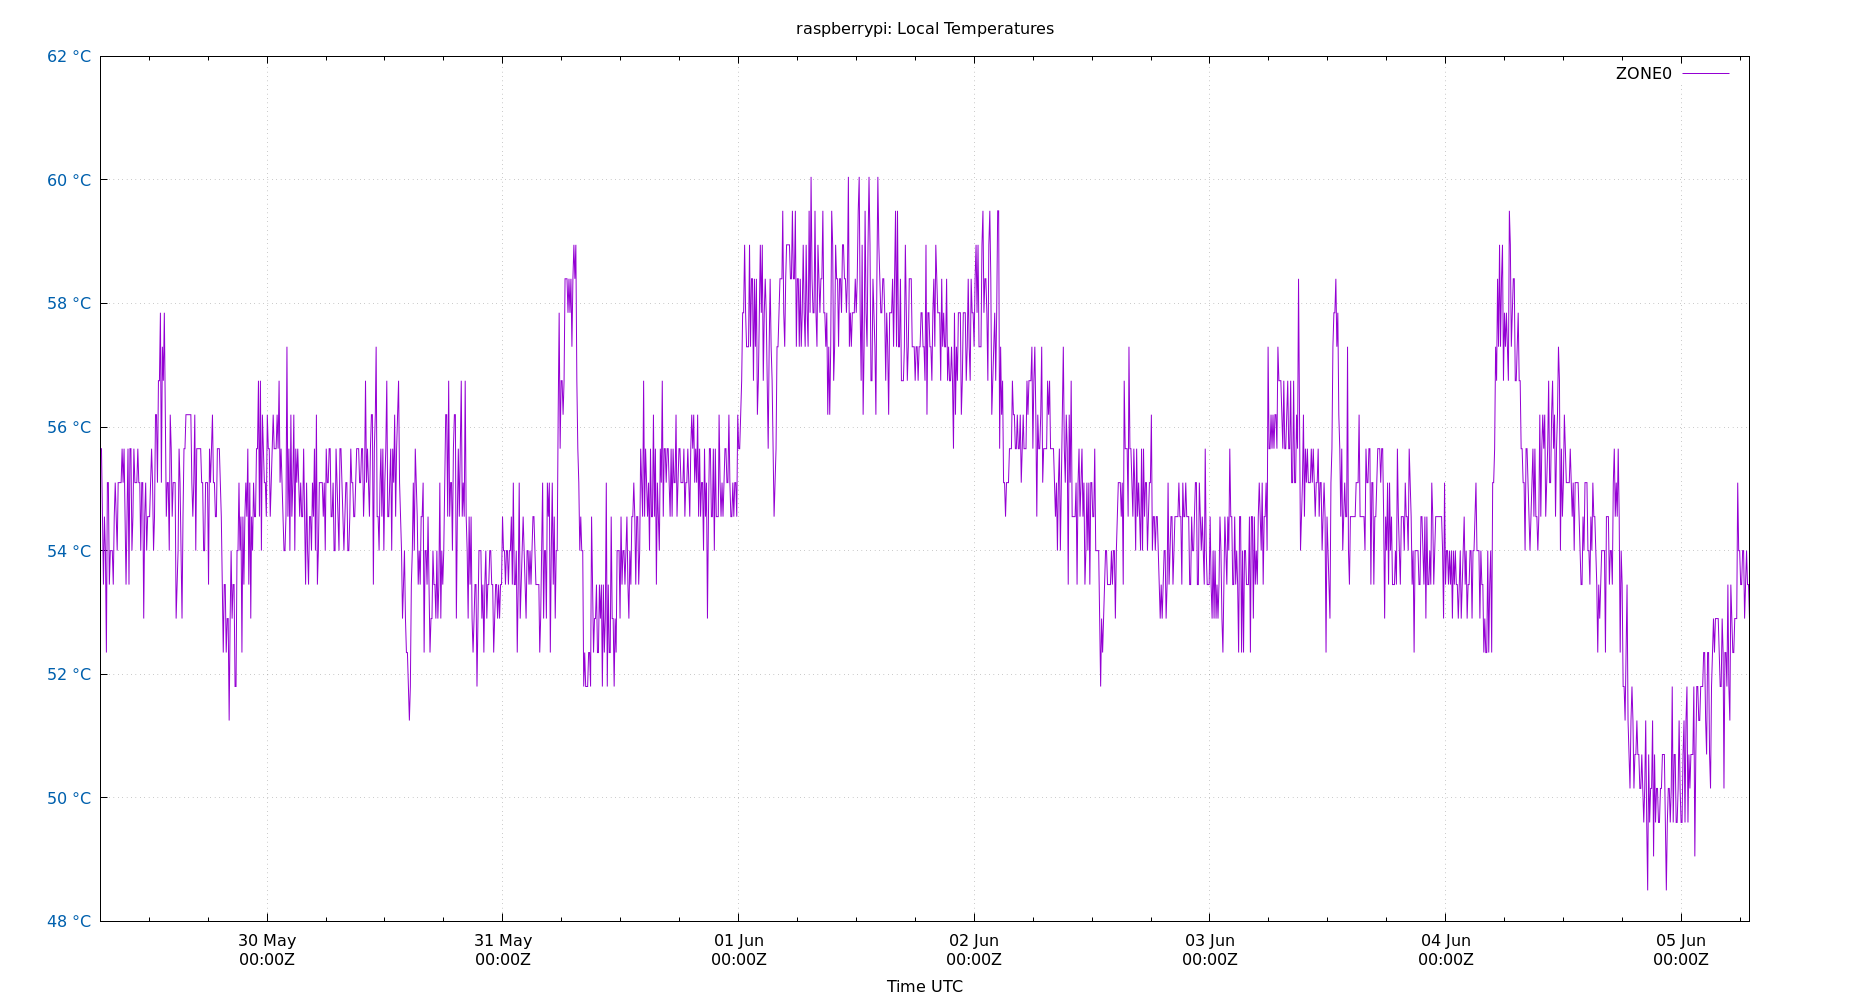 raspberrypi: Local Temperatures
62 °C
ZONE0
60 °C
58 °C
56 °C
54 °C
52 °C
50 °C
48 °C
30 May 31 May 01 Jun 02 Jun 03 Jun 04 Jun 05 Jun
00:00Z 00:00Z 00:00Z 00:00Z 00:00Z 00:00Z 00:00Z
Time UTC